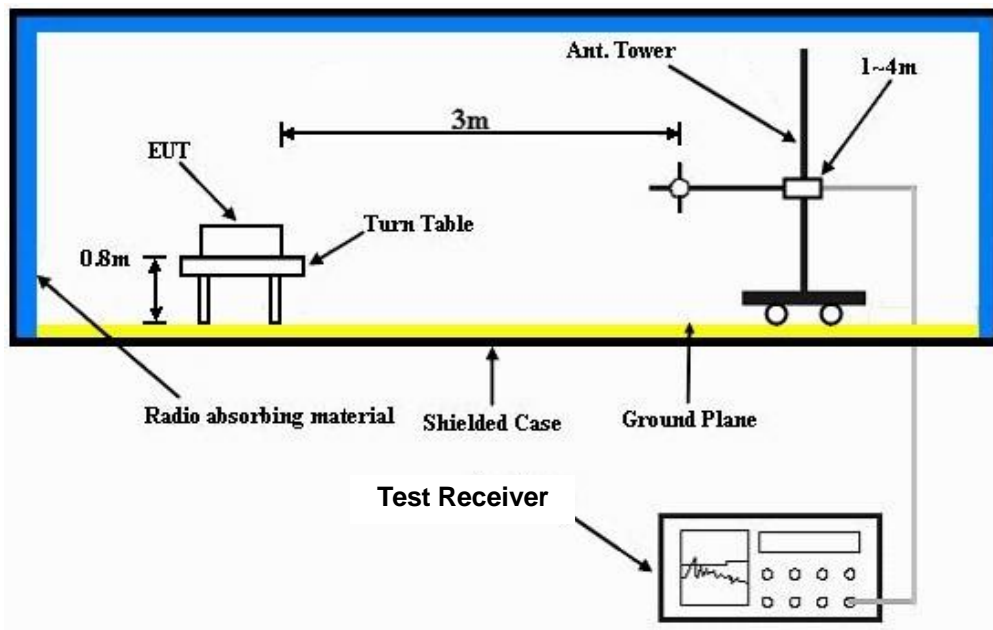 Ant. Tower
1~4m
3m
EUT
Turn Table
0.8m
Radio absorbing material
Shielded Case
Ground Plane
Test Receiver